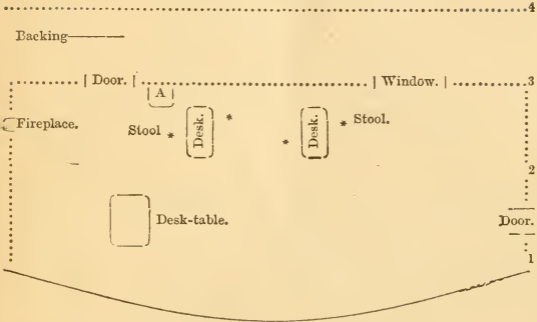 4
Backing
Door. Window. 3
A
Fireplace. Stool * Desk. * * Desk. * Stool.
2
Desk-table. Door.
1